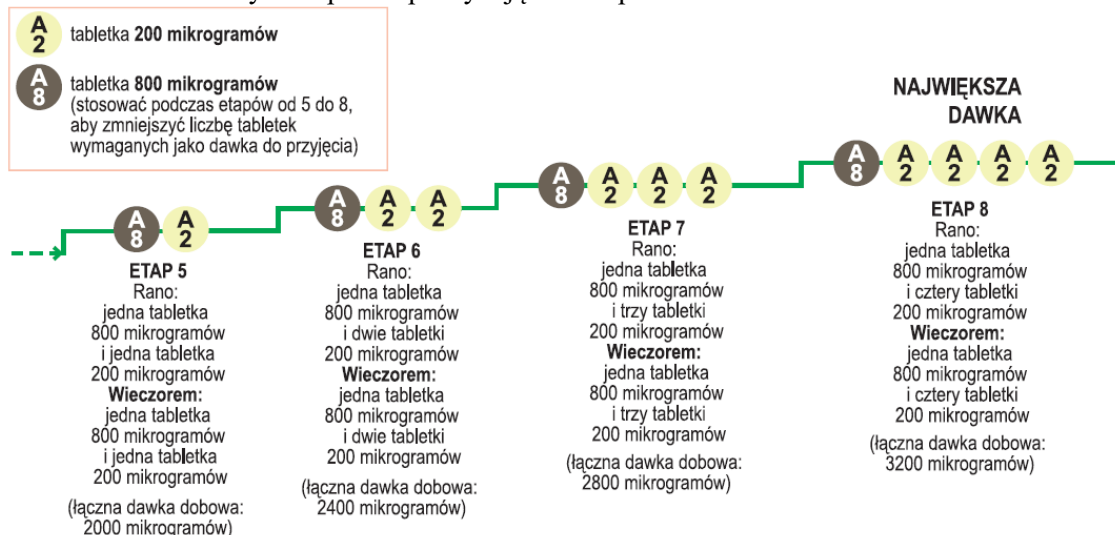 A
2
tabletka 200 mikrogramów
A
8
tabletka 800 mikrogramów
(stosować podczas etapów od 5 do 8,
aby zmniejszyć liczbę tabletek
wymaganych jako dawka do przyjęcia)
NAJWIĘKSZA
DAWKA
A
8
A
2
ETAP 5
Rano:
jedna tabletka
800 mikrogramów
i jedna tabletka
200 mikrogramów
Wieczorem:
jedna tabletka
800 mikrogramów
i jedna tabletka
200 mikrogramów
(łączna dawka dobowa:
2000 mikrogramów)
A
8
A
2
A
2
ETAP 6
Rano:
jedna tabletka
800 mikrogramów
i dwie tabletki
200 mikrogramów
Wieczorem:
jedna tabletka
800 mikrogramów
i dwie tabletki
200 mikrogramów
(łączna dawka dobowa:
2400 mikrogramów)
A
8
A
2
A
2
A
2
ETAP 7
Rano:
jedna tabletka
800 mikrogramów
i trzy tabletki
200 mikrogramów
Wieczorem:
jedna tabletka
800 mikrogramów
i trzy tabletki
200 mikrogramów
(łączna dawka dobowa:
2800 mikrogramów)
A
8
A
2
A
2
A
2
A
2
ETAP 8
Rano:
jedna tabletka
800 mikrogramów
i cztery tabletki
200 mikrogramów
Wieczorem:
jedna tabletka
800 mikrogramów
i cztery tabletki
200 mikrogramów
(łączna dawka dobowa:
3200 mikrogramów)